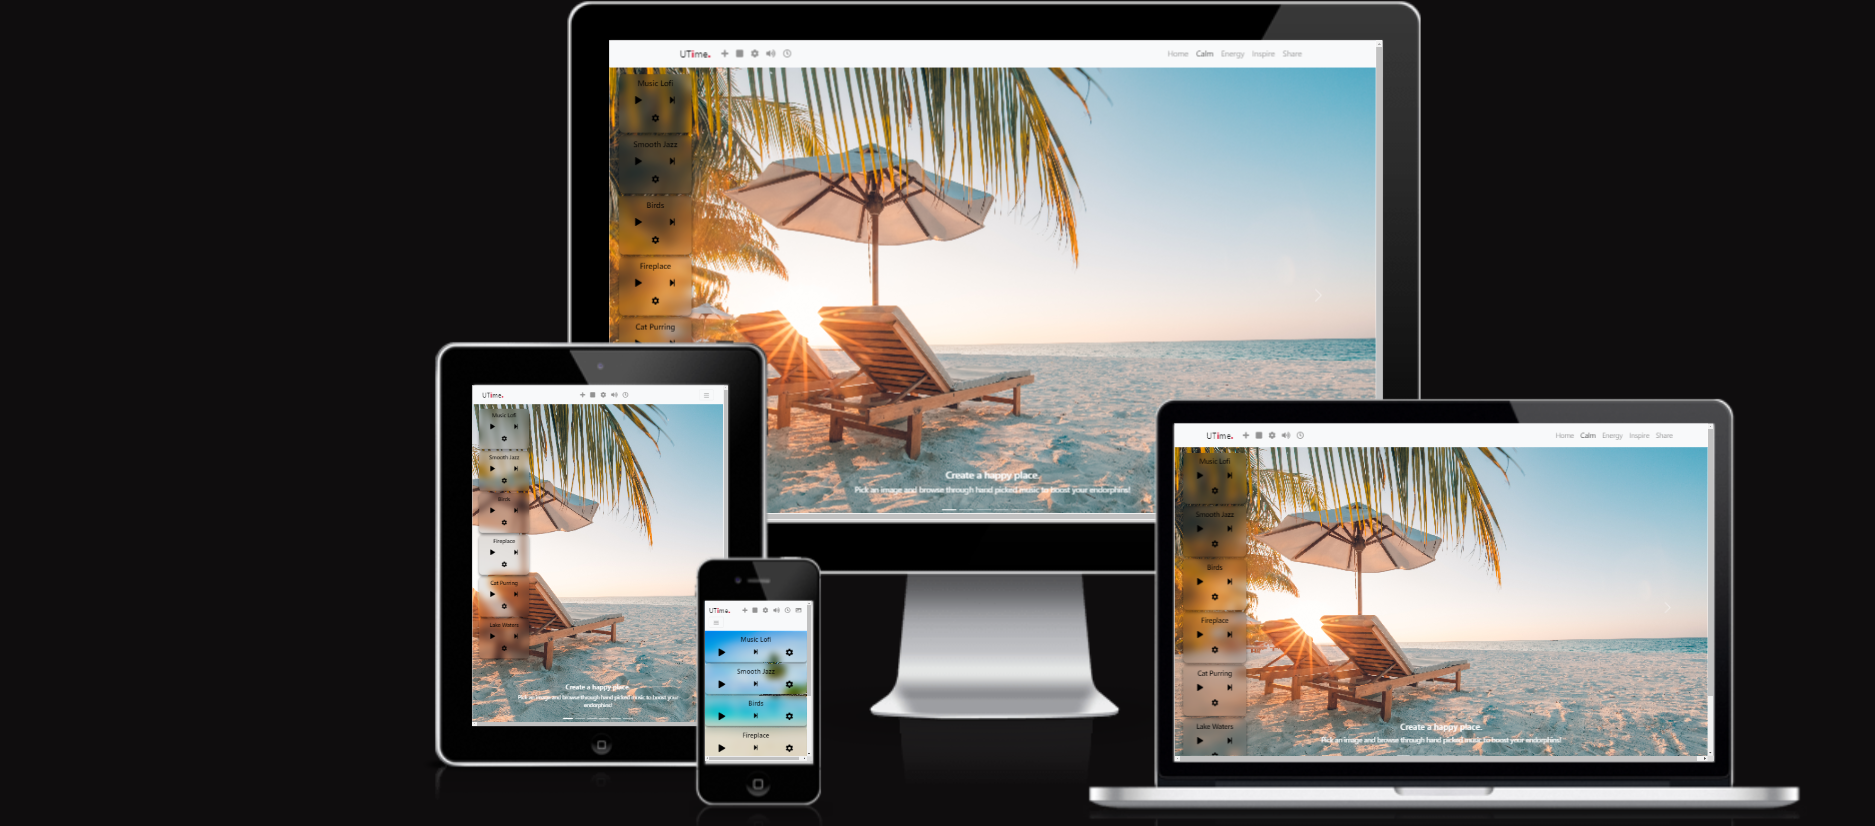 UTime.
Home Calm Energy Inspire Share
Music Lofi
Smooth Jazz
Birds
Fireplace
Cat Purring
Create a happy place.
Pick an image and browse through hand picked music to boost your endorphins!
UTime.
Music Lofi
Smooth Jazz
Birds
Fireplace
Cat Purring
Lake Waters
Create a happy place.
Pick an image and browse through hand picked music to boost your
endorphins!
UTime.
Music Lofi
Smooth Jazz
Birds
Fireplace
UTime.
Home Calm Energy Inspire Share
Music Lofi
Smooth Jazz
Birds
Fireplace
Cat Purring
Lake Waters
Create a happy place.
Pick an image and browse through hand picked music to boost your endorphins!